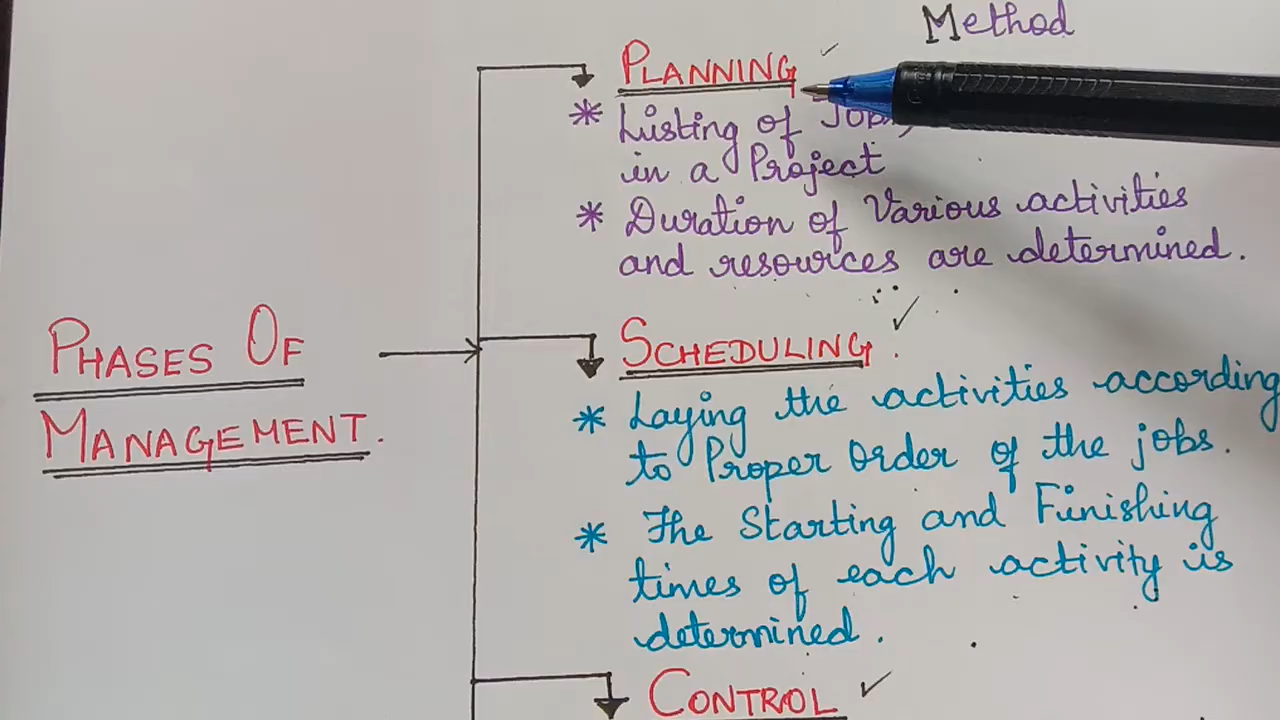 Method
PLANNING
* Listing of Jobs
in a Project
* Duration of Various activities
and resources are determined.
PHASES OF
MANAGEMENT.
SCHEDULING.
* Laying the activities according
to Proper Order of the jobs.
* The Starting and Finishing
times of each activity is
determined.
CONTROL